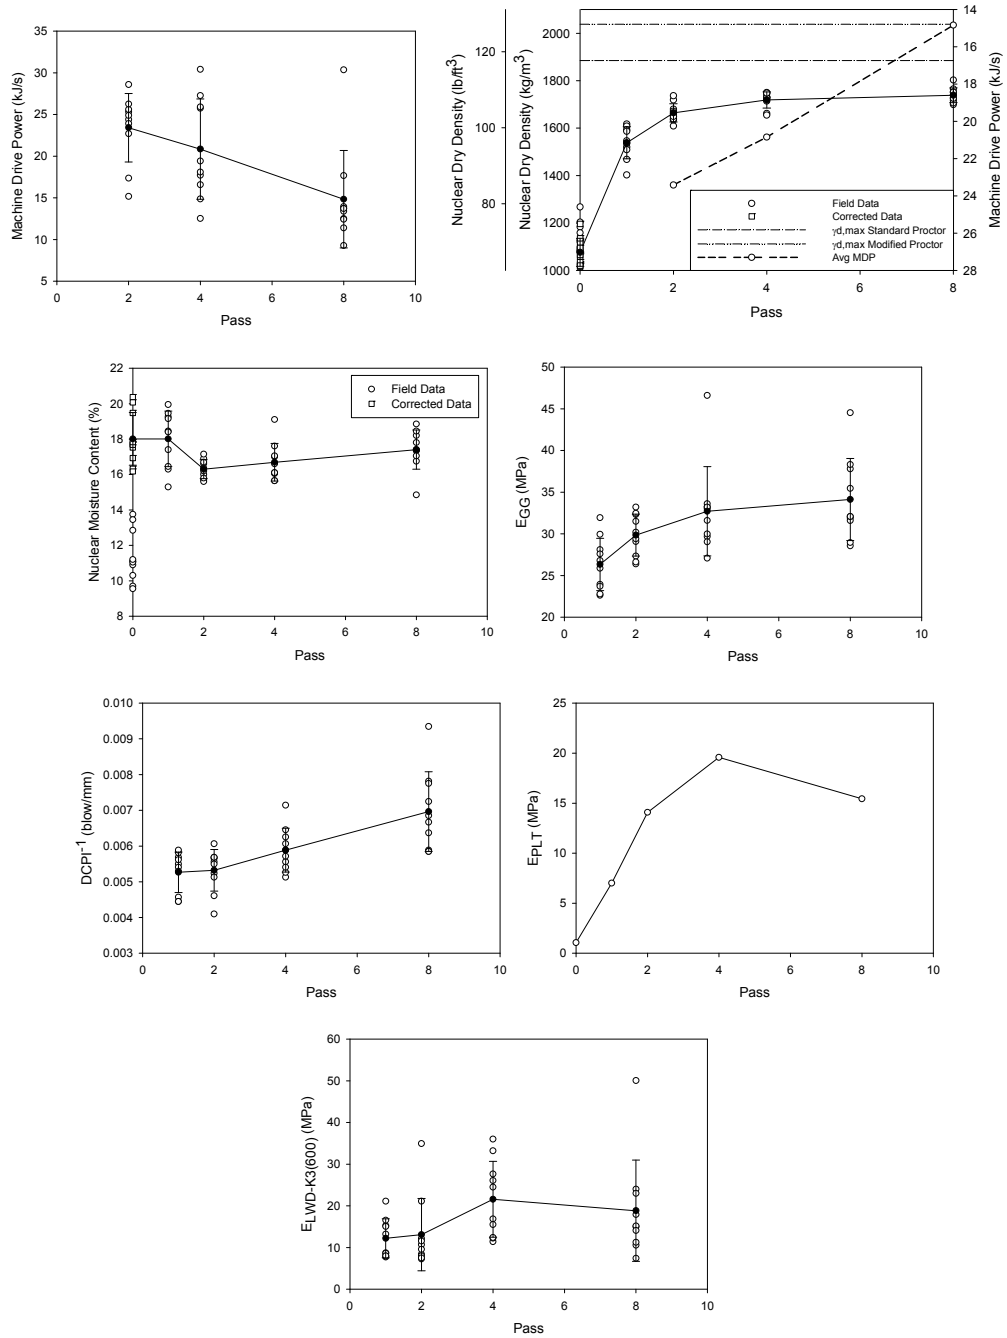 35
30
25
20
15
10
5
0 2 4 6 8 10
Machine Drive Power (kJ/s)
Pass
120
100
80
Nuclear Dry Density (lb/ft³)
2000
1800
1600
1400
1200
1000
Nuclear Dry Density (kg/m³)
0 1 2 4 8
Pass
14
16
18
20
22
24
26
28
Machine Drive Power (kJ/s)
Field Data
Corrected Data
γd,max Standard Proctor
γd,max Modified Proctor
Avg MDP
22
20
18
16
14
12
10
8
0 2 4 6 8 10
Nuclear Moisture Content (%)
Pass
Field Data
Corrected Data
50
45
40
35
30
25
20
0 2 4 6 8 10
EGG (MPa)
Pass
0.010
0.009
0.008
0.007
0.006
0.005
0.004
0.003
0 2 4 6 8 10
DCPI⁻¹ (blow/mm)
Pass
25
20
15
10
5
0
0 2 4 6 8 10
EPLT (MPa)
Pass
60
50
40
30
20
10
0
0 2 4 6 8 10
ELWD-K3(600) (MPa)
Pass